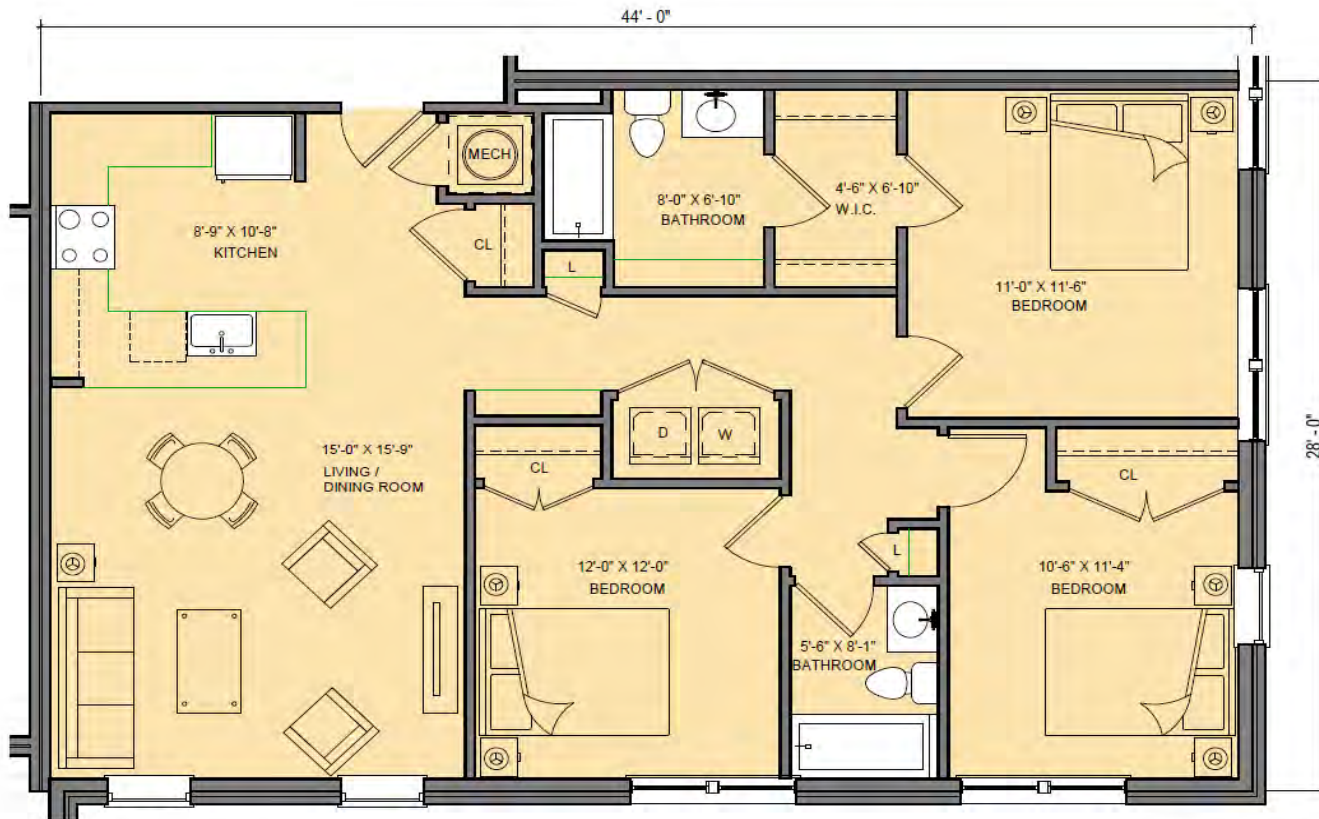 44' - 0"
MECH
8'-9" X 10'-8"
KITCHEN
CL
8'-0" X 6'-10"
BATHROOM
4'-6" X 6'-10"
W.I.C.
L
11'-0" X 11'-6"
BEDROOM
28' - 0"
15'-0" X 15'-9"
LIVING /
DINING ROOM
D
W
CL
CL
12'-0" X 12'-0"
BEDROOM
L
10'-6" X 11'-4"
BEDROOM
5'-6" X 8'-1"
BATHROOM